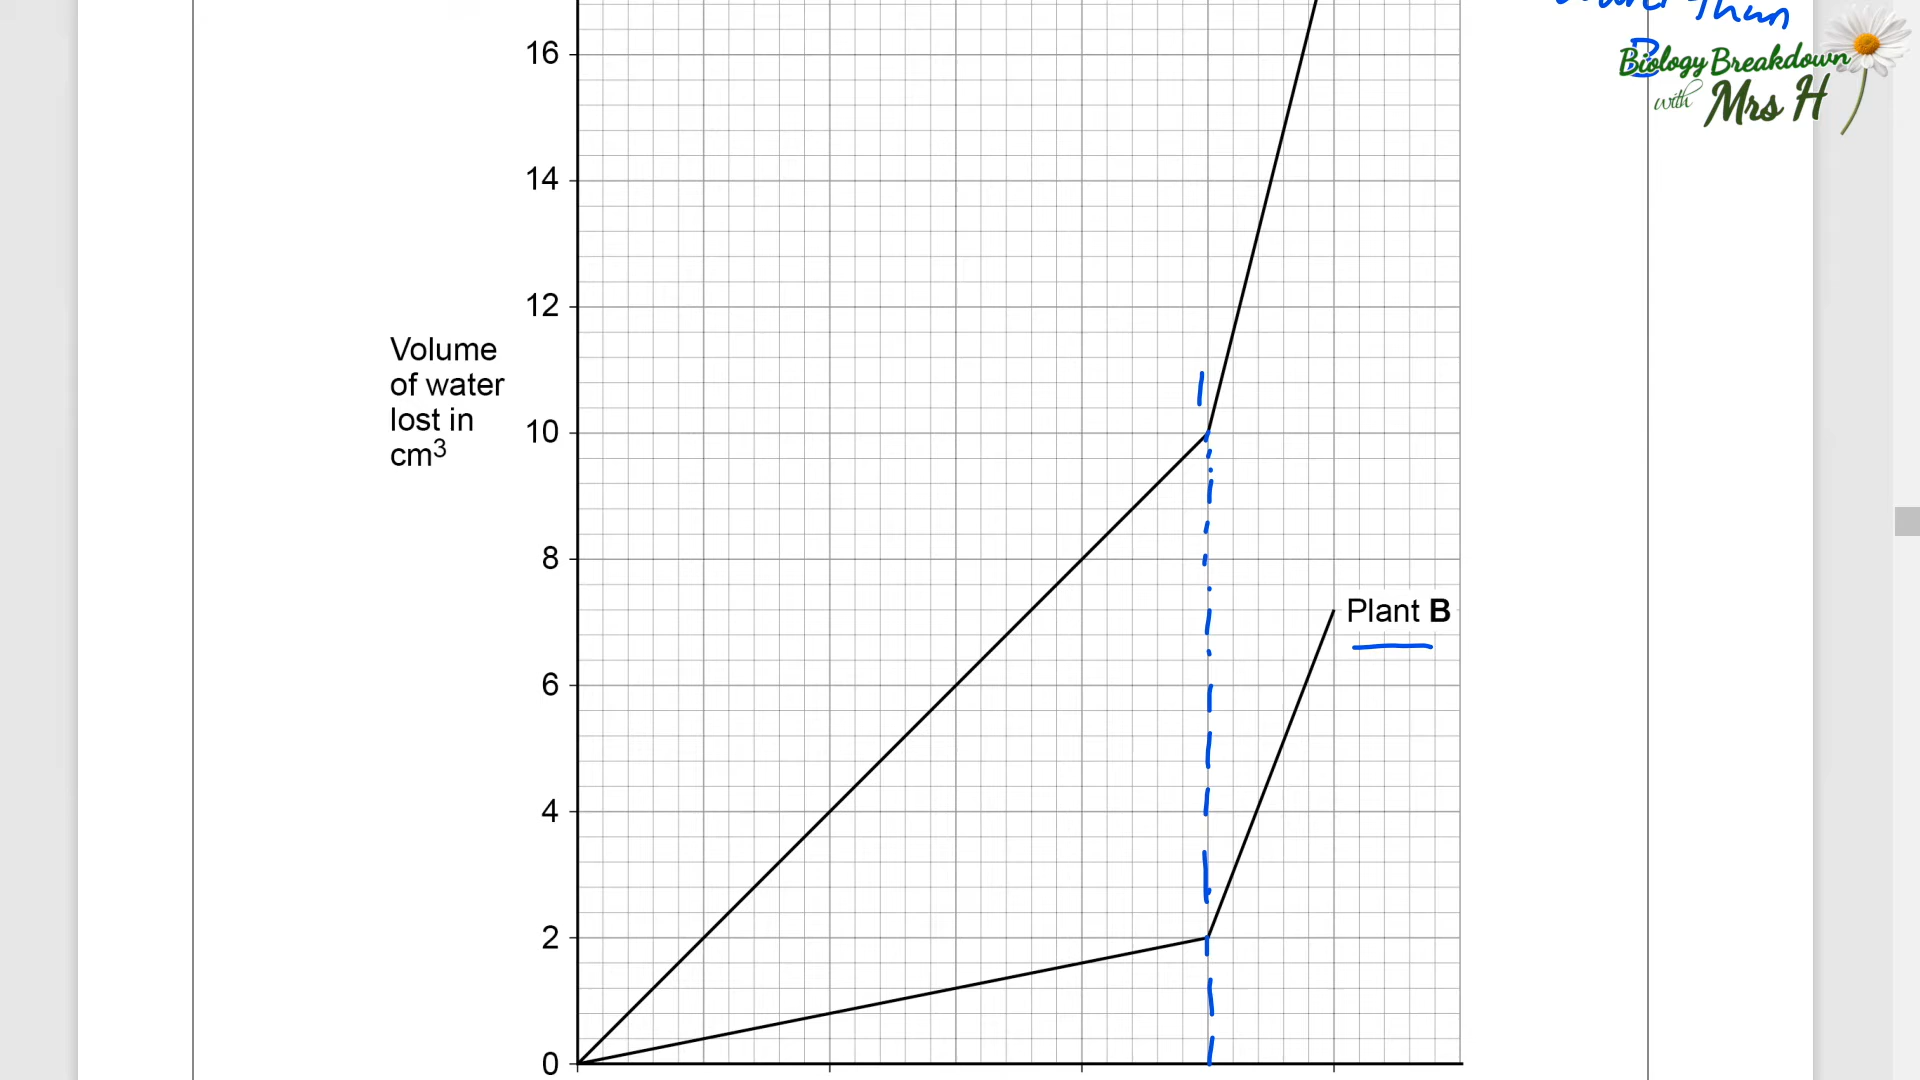 than
B
Biology Breakdown
with Mrs H
16
14
12
Volume
of water
lost in
cm³
10
8
Plant B
6
4
2
0